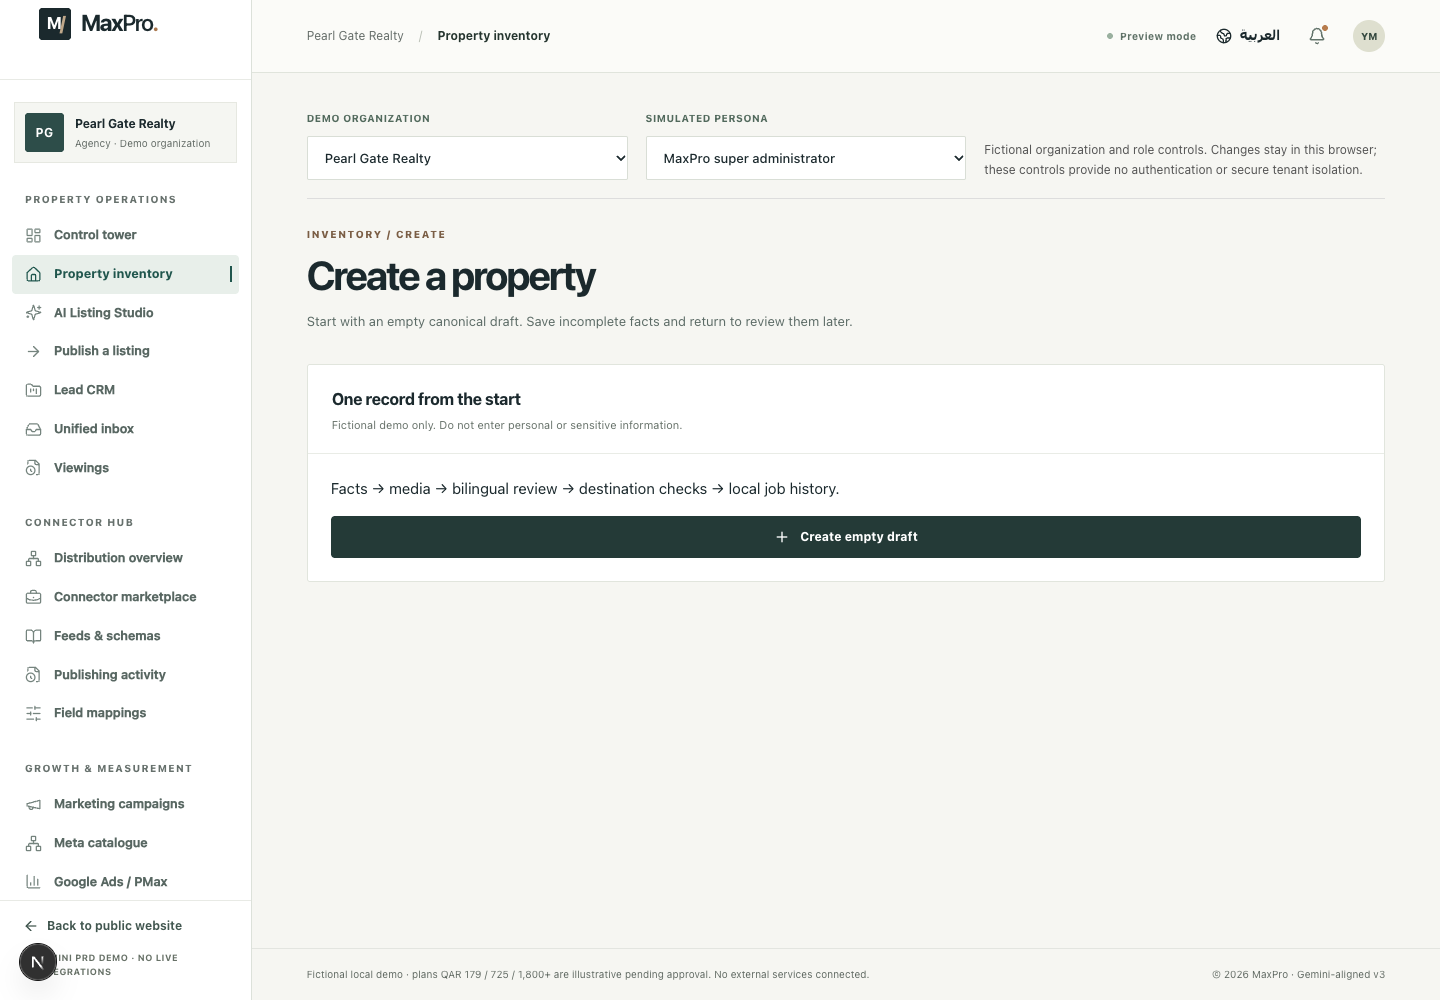 M/ MaxPro.
PG
Pearl Gate Realty
Agency · Demo organization
PROPERTY OPERATIONS
Control tower
Property inventory
AI Listing Studio
Publish a listing
Lead CRM
Unified inbox
Viewings
CONNECTOR HUB
Distribution overview
Connector marketplace
Feeds & schemas
Publishing activity
Field mappings
GROWTH & MEASUREMENT
Marketing campaigns
Meta catalogue
Google Ads / PMax
Back to public website
INI PRD DEMO · NO LIVE
EGRATIONS
N
Pearl Gate Realty / Property inventory
Preview mode
العربية
YM
DEMO ORGANIZATION
Pearl Gate Realty
SIMULATED PERSONA
MaxPro super administrator
Fictional organization and role controls. Changes stay in this browser;
these controls provide no authentication or secure tenant isolation.
INVENTORY / CREATE
Create a property
Start with an empty canonical draft. Save incomplete facts and return to review them later.
One record from the start
Fictional demo only. Do not enter personal or sensitive information.
Facts → media → bilingual review → destination checks → local job history.
Create empty draft
Fictional local demo · plans QAR 179 / 725 / 1,800+ are illustrative pending approval. No external services connected.
© 2026 MaxPro · Gemini-aligned v3